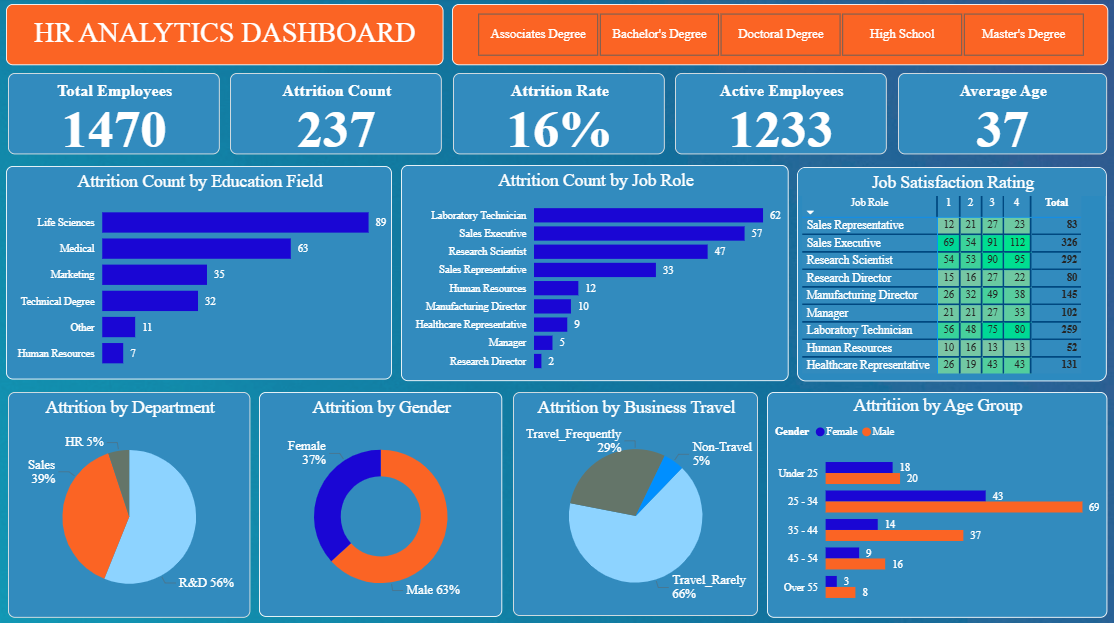 HR ANALYTICS DASHBOARD
Associates Degree
Bachelor's Degree
Doctoral Degree
High School
Master's Degree
Total Employees
1470
Attrition Count
237
Attrition Rate
16%
Active Employees
1233
Average Age
37
Attrition Count by Education Field
Life Sciences 89
Medical 63
Marketing 35
Technical Degree 32
Other 11
Human Resources 7
Attrition Count by Job Role
Laboratory Technician 62
Sales Executive 57
Research Scientist 47
Sales Representative 33
Human Resources 12
Manufacturing Director 10
Healthcare Representative 9
Manager 5
Research Director 2
Job Satisfaction Rating
Job Role 1 2 3 4 Total
Sales Representative 12 21 27 23 83
Sales Executive 69 54 91 112 326
Research Scientist 54 53 90 95 292
Research Director 15 16 27 22 80
Manufacturing Director 26 32 49 38 145
Manager 21 21 27 33 102
Laboratory Technician 56 48 75 80 259
Human Resources 10 16 13 13 52
Healthcare Representative 26 19 43 43 131
Attrition by Department
HR 5%
Sales
39%
R&D 56%
Attrition by Gender
Female
37%
Male 63%
Attrition by Business Travel
Travel_Frequently
29%
Non-Travel
5%
Travel_Rarely
66%
Attritiion by Age Group
Gender Female Male
Under 25 18
20
25 - 34 43
69
35 - 44 14
37
45 - 54 9
16
Over 55 3
8